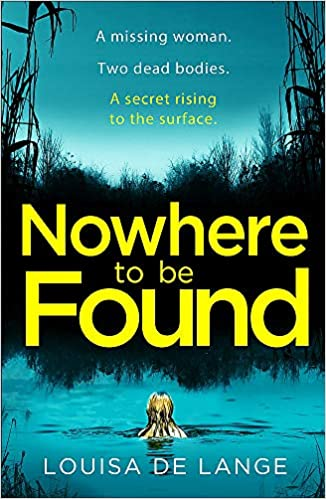 A missing woman.
Two dead bodies.
A secret rising
to the surface.
Nowhere
to be
Found
LOUISA DE LANGE